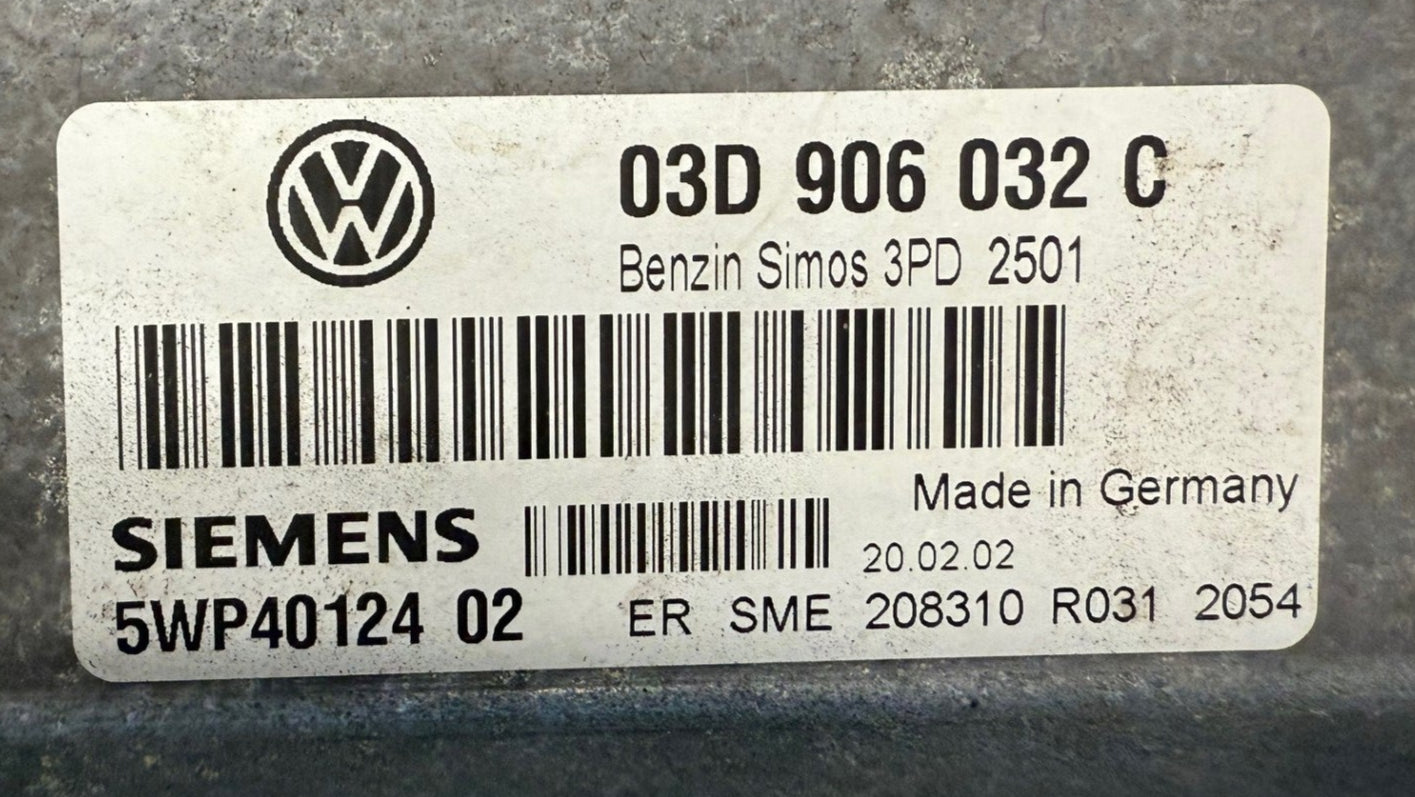 03D 906 032 C
Benzin Simos 3PD 2501
Made in Germany
SIEMENS
20.02.02
5WP40124 02
ER SME 208310 R031 2054